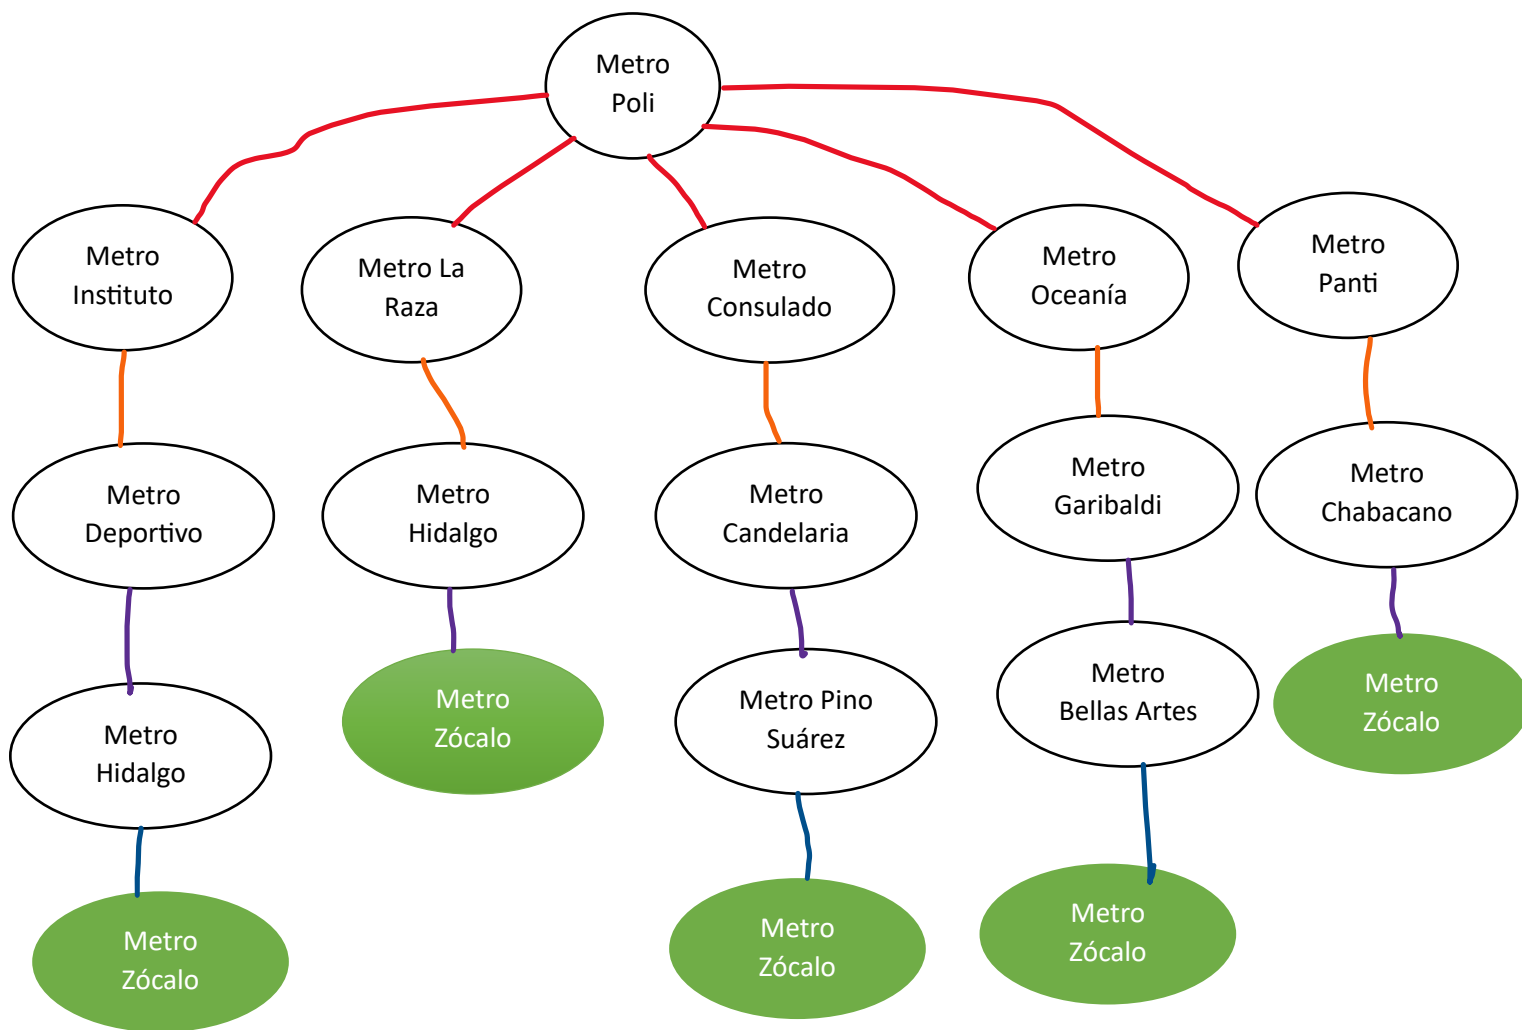 Metro
Poli
Metro
Instituto
Metro La
Raza
Metro
Consulado
Metro
Oceanía
Metro
Panti
Metro
Deportivo
Metro
Hidalgo
Metro
Candelaria
Metro
Garibaldi
Metro
Chabacano
Metro
Hidalgo
Metro
Zócalo
Metro Pino
Suárez
Metro
Bellas Artes
Metro
Zócalo
Metro
Zócalo
Metro
Zócalo
Metro
Zócalo